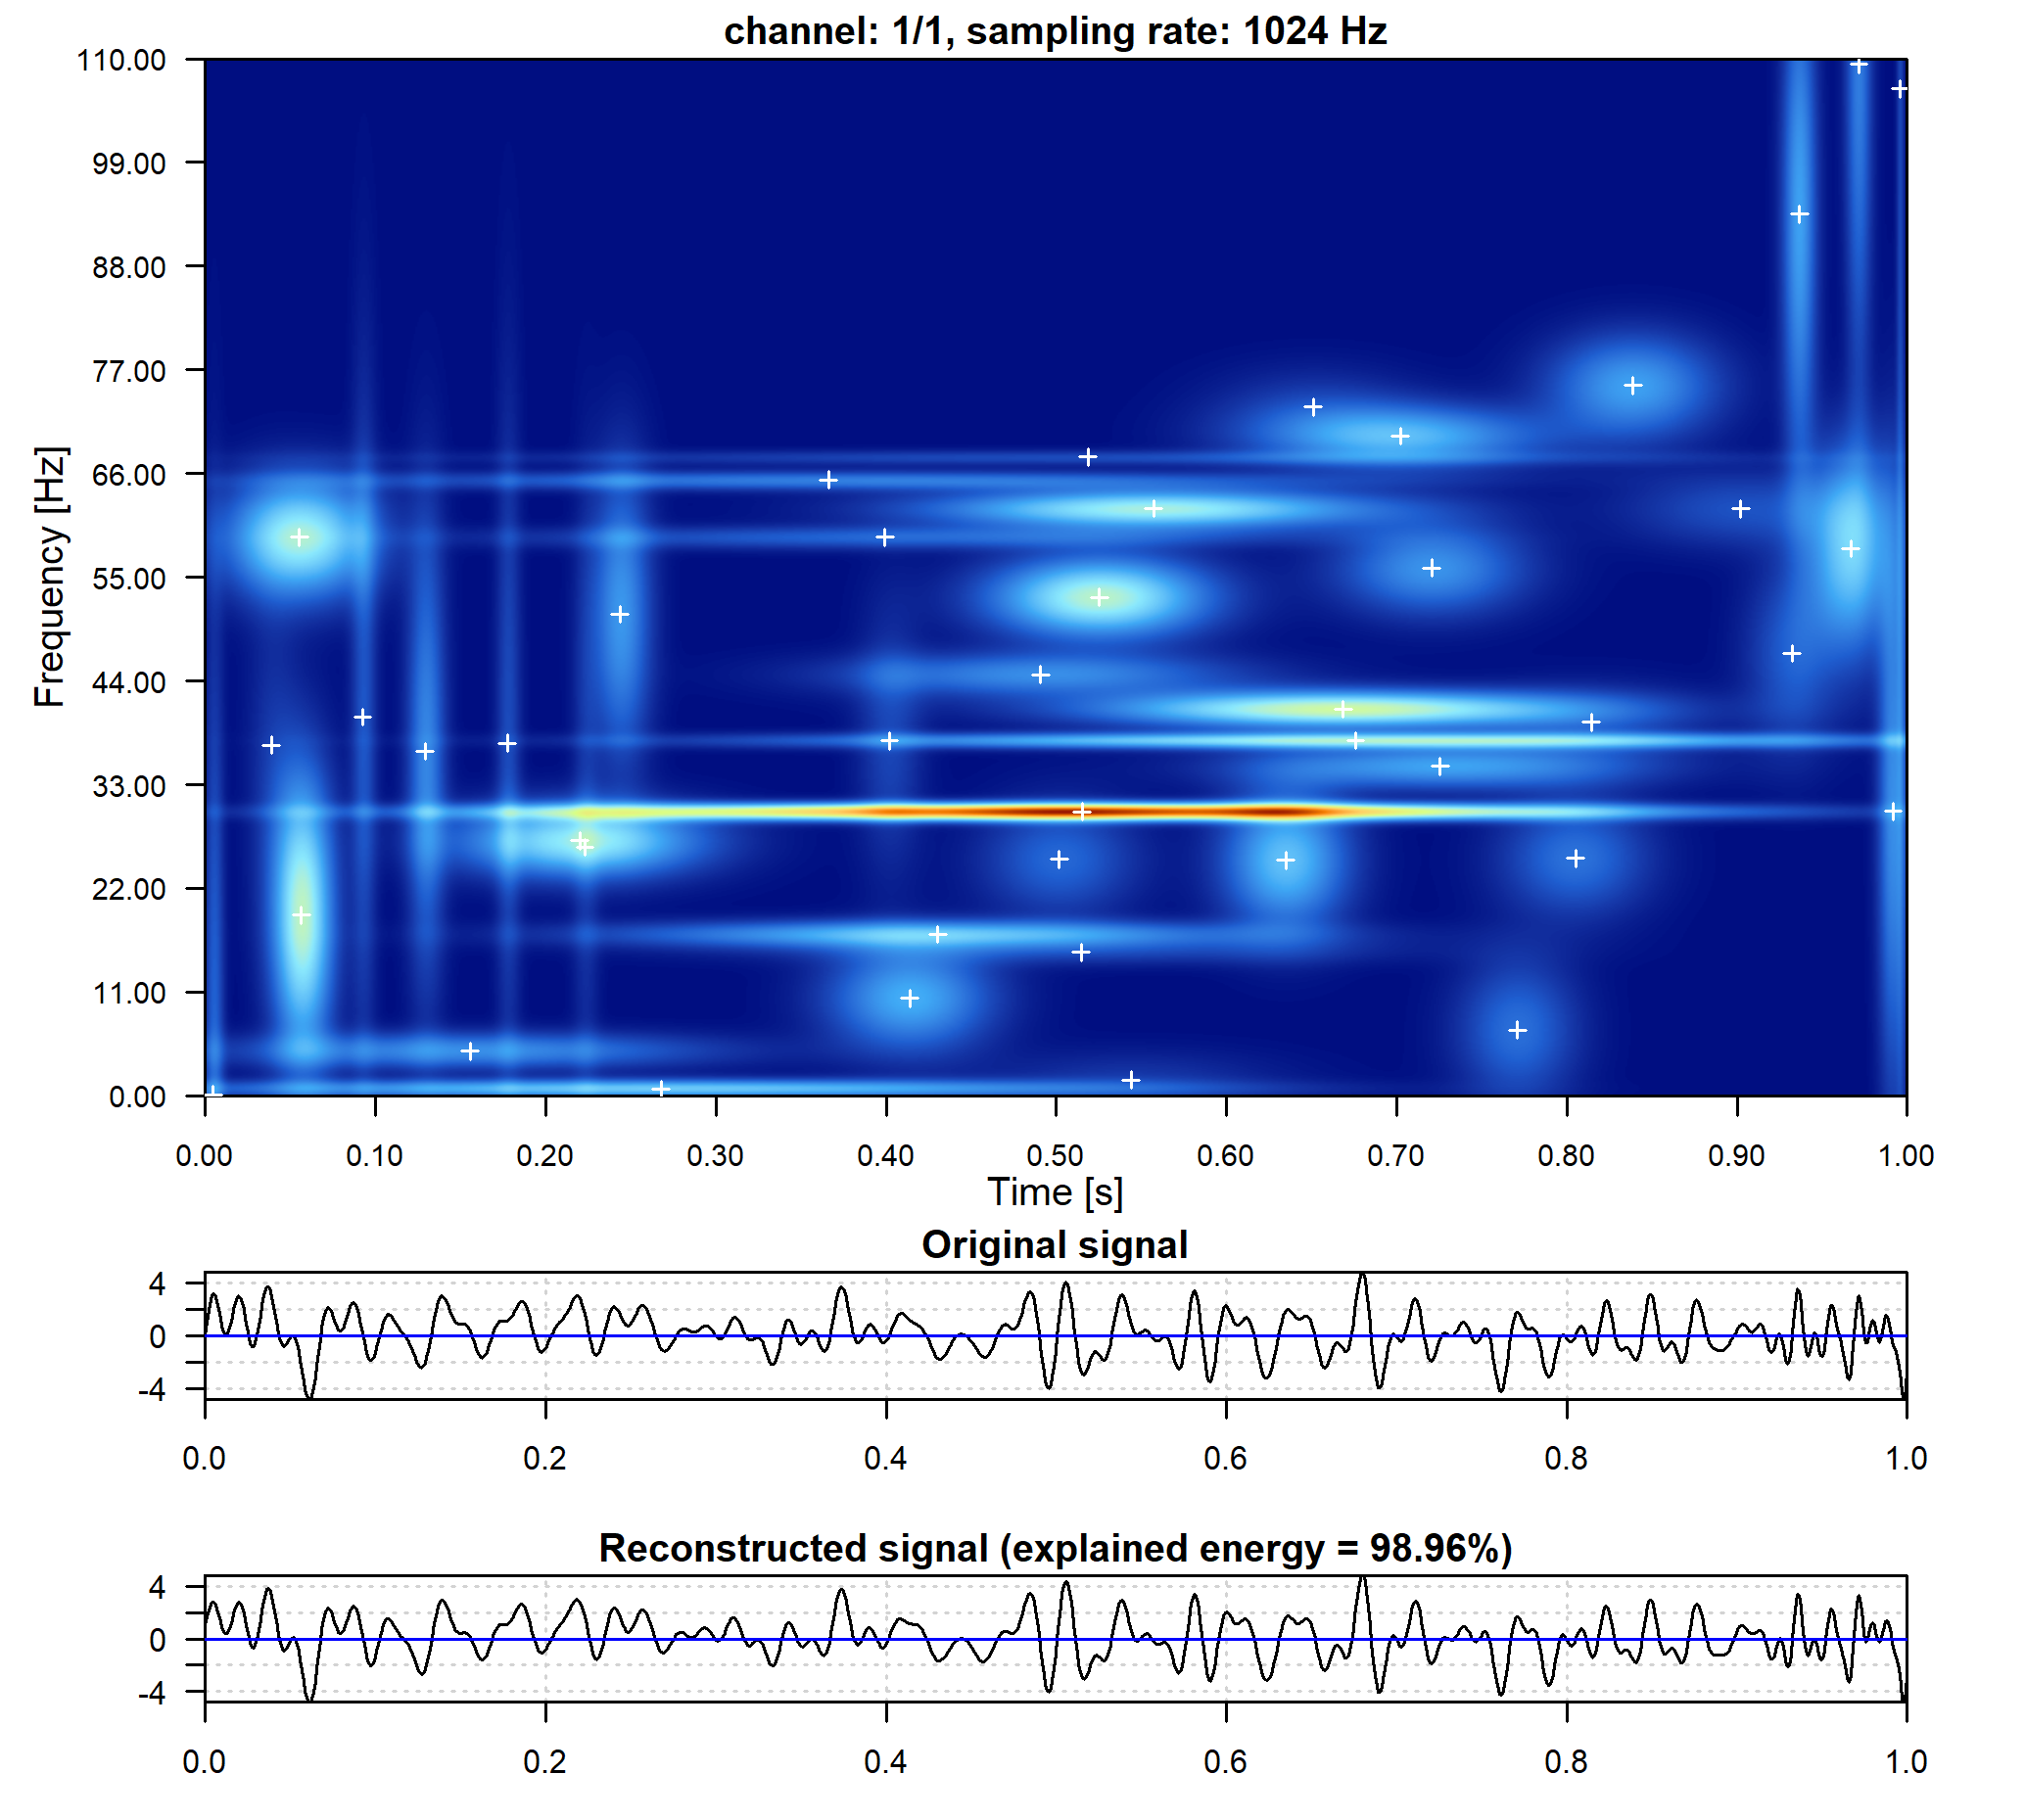 channel: 1/1, sampling rate: 1024 Hz
110.00
99.00
88.00
77.00
66.00
55.00
44.00
33.00
22.00
11.00
0.00
Frequency [Hz]
0.00 0.10 0.20 0.30 0.40 0.50 0.60 0.70 0.80 0.90 1.00
Time [s]
Original signal
4
0
-4
0.0 0.2 0.4 0.6 0.8 1.0
Reconstructed signal (explained energy = 98.96%)
4
0
-4
0.0 0.2 0.4 0.6 0.8 1.0